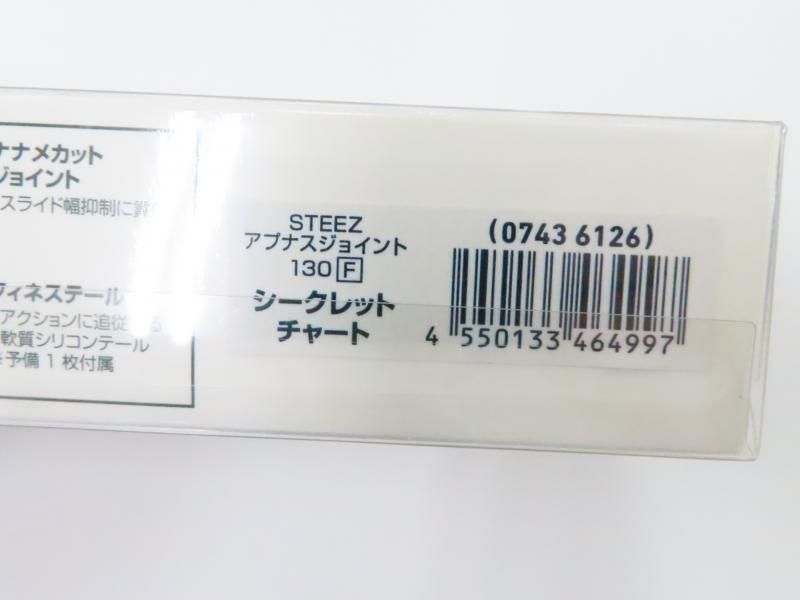 ナナメカット
ジョイント
スライド幅抑制に
フィネステール
アクションに追従する
軟質シリコンテール
※予備1枚付属
STEEZ
アプナスジョイント
130 F
シークレット
チャート
(0743 6126)
4 550133 464997